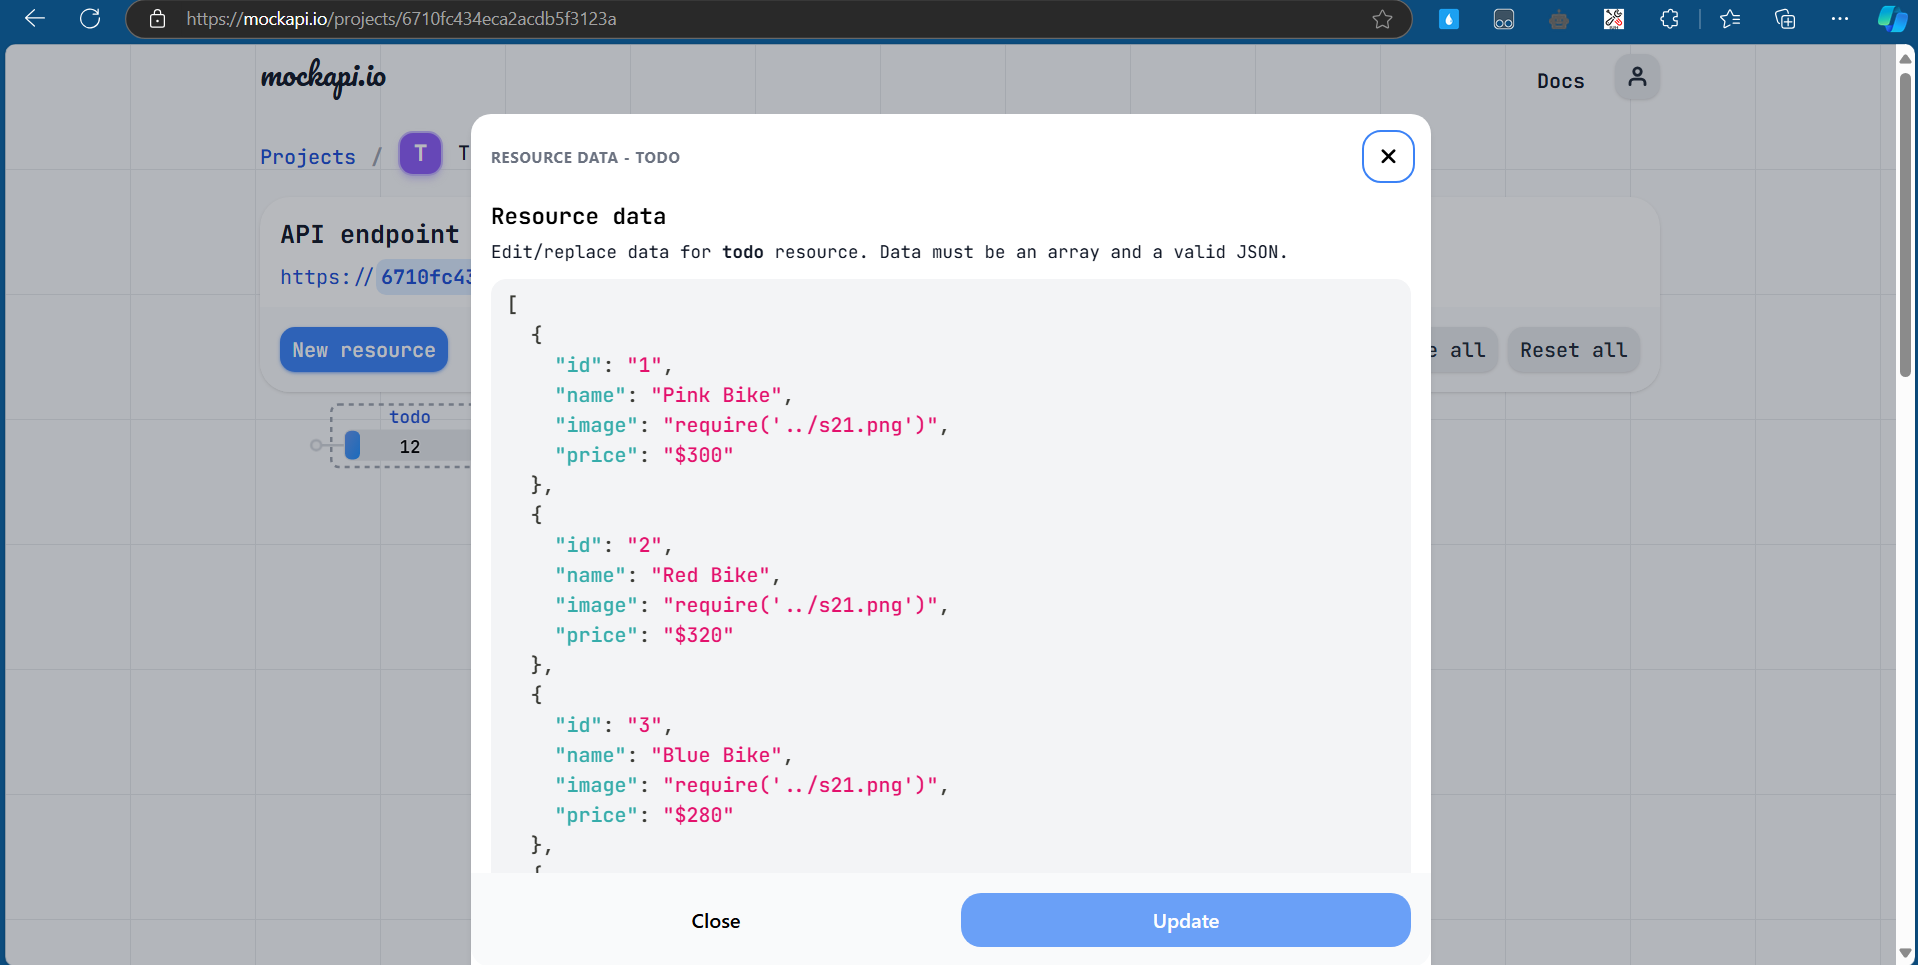 https://mockapi.io/projects/6710fc434eca2acdb5f3123a
mockapi.io
Docs
Projects / T T
API endpoint
https://6710fc43
New resource
e all
Reset all
todo
12
RESOURCE DATA - TODO
Resource data
Edit/replace data for todo resource. Data must be an array and a valid JSON.
[
{
"id": "1",
"name": "Pink Bike",
"image": "require('../s21.png')",
"price": "$300"
},
{
"id": "2",
"name": "Red Bike",
"image": "require('../s21.png')",
"price": "$320"
},
{
"id": "3",
"name": "Blue Bike",
"image": "require('../s21.png')",
"price": "$280"
},
{
Close
Update